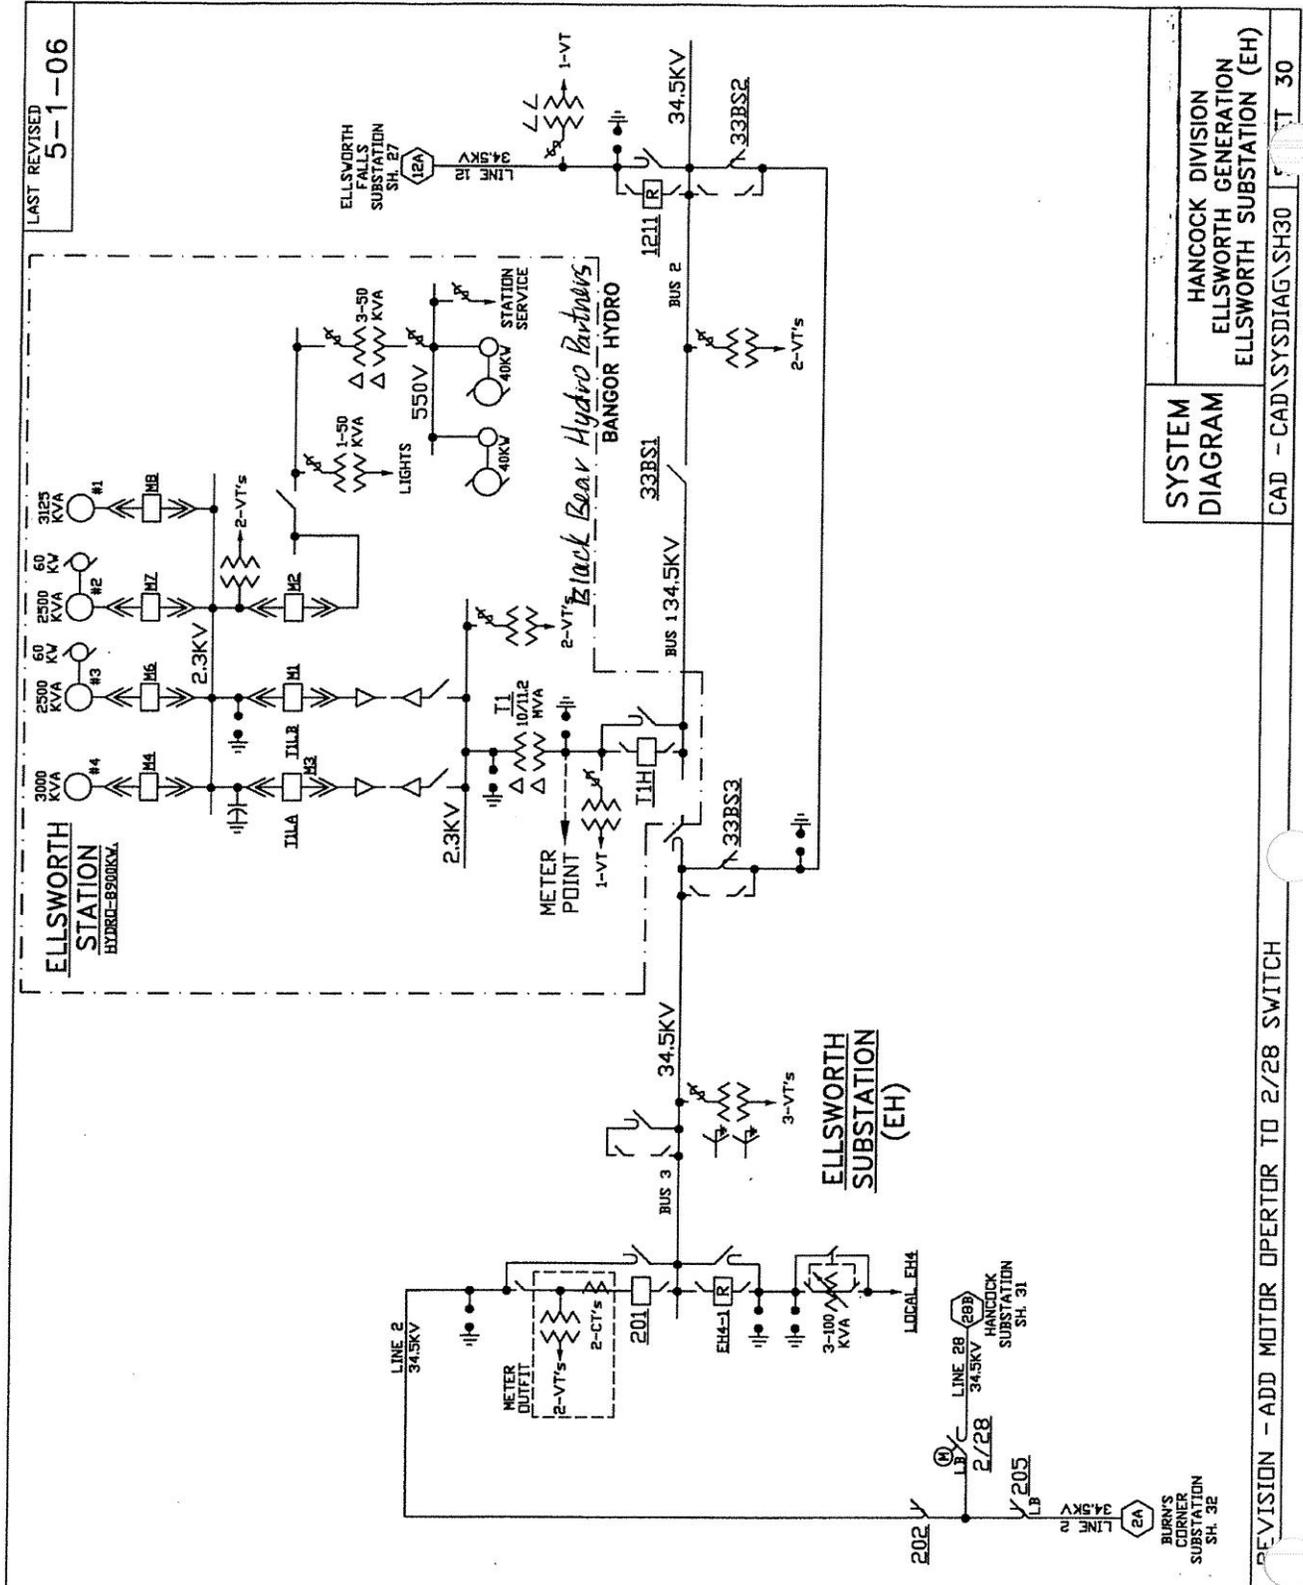 LAST REVISED
5-1-06
ELLSWORTH
STATION
HYDRO-8900KW.
3000
KVA
#4
M4
2500
KVA
60
KW
#3
M6
2500
KVA
60
KW
#2
M7
3125
KVA
#1
M8
2.3KV
2-VT's
T1LA
M3
T1LB
M1
M2
1-50
KVA
LIGHTS
3-50
KVA
550V
40KW
40KW
STATION
SERVICE
2.3KV
2-VT's
T1
10/11.2
MVA
METER
POINT
1-VT
T1H
Black Bear Hydro Partners
BANGOR HYDRO
ELLSWORTH
FALLS
SUBSTATION
SH. 27
12A
LINE 12
34.5KV
1-VT
1211
R
34.5KV
33BS2
BUS 2
2-VT's
33BS1
BUS 1
34.5KV
33BS3
34.5KV
3-VT's
ELLSWORTH
SUBSTATION
(EH)
BUS 3
LINE 2
34.5KV
METER
OUTFIT
2-VT's
2-CT's
201
EH4-1
R
3-100
KVA
LOCAL EH4
28B
HANCOCK
SUBSTATION
SH. 31
LINE 28
34.5KV
M
LB
2/28
202
205
LB
LINE 2
34.5KV
2A
BURN'S
CORNER
SUBSTATION
SH. 32
SYSTEM
DIAGRAM
HANCOCK DIVISION
ELLSWORTH GENERATION
ELLSWORTH SUBSTATION (EH)
REVISION - ADD MOTOR OPERTOR TO 2/28 SWITCH
CAD - CAD\SYSDIAG\SH30
30